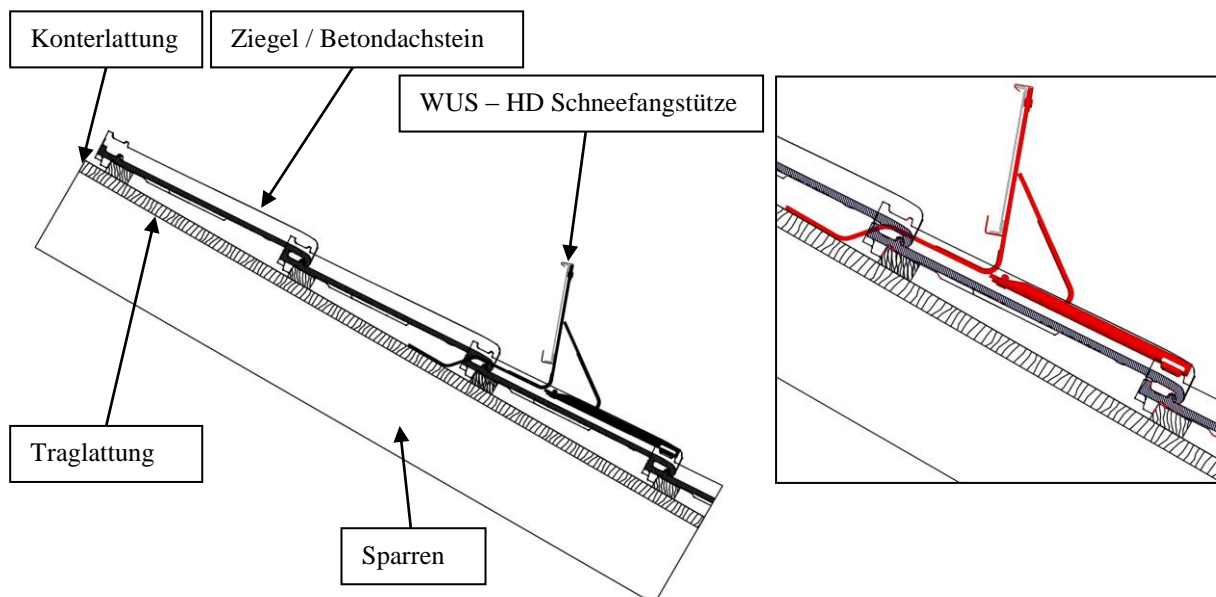 Konterlattung
Ziegel / Betondachstein
WUS – HD Schneefangstütze
Traglattung
Sparren